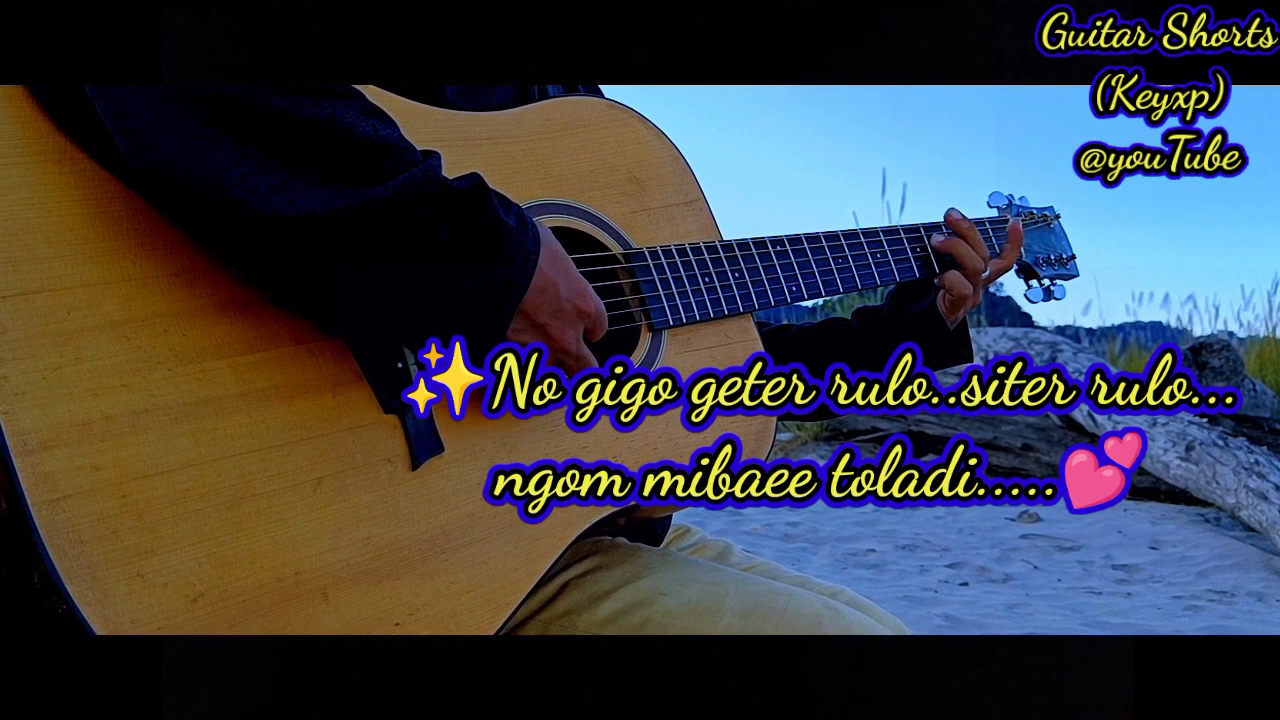 Guitar Shorts
(Keyxp)
@youTube
✨No gigo geter rulo..siter rulo...
ngom mibaee toladi.....💕